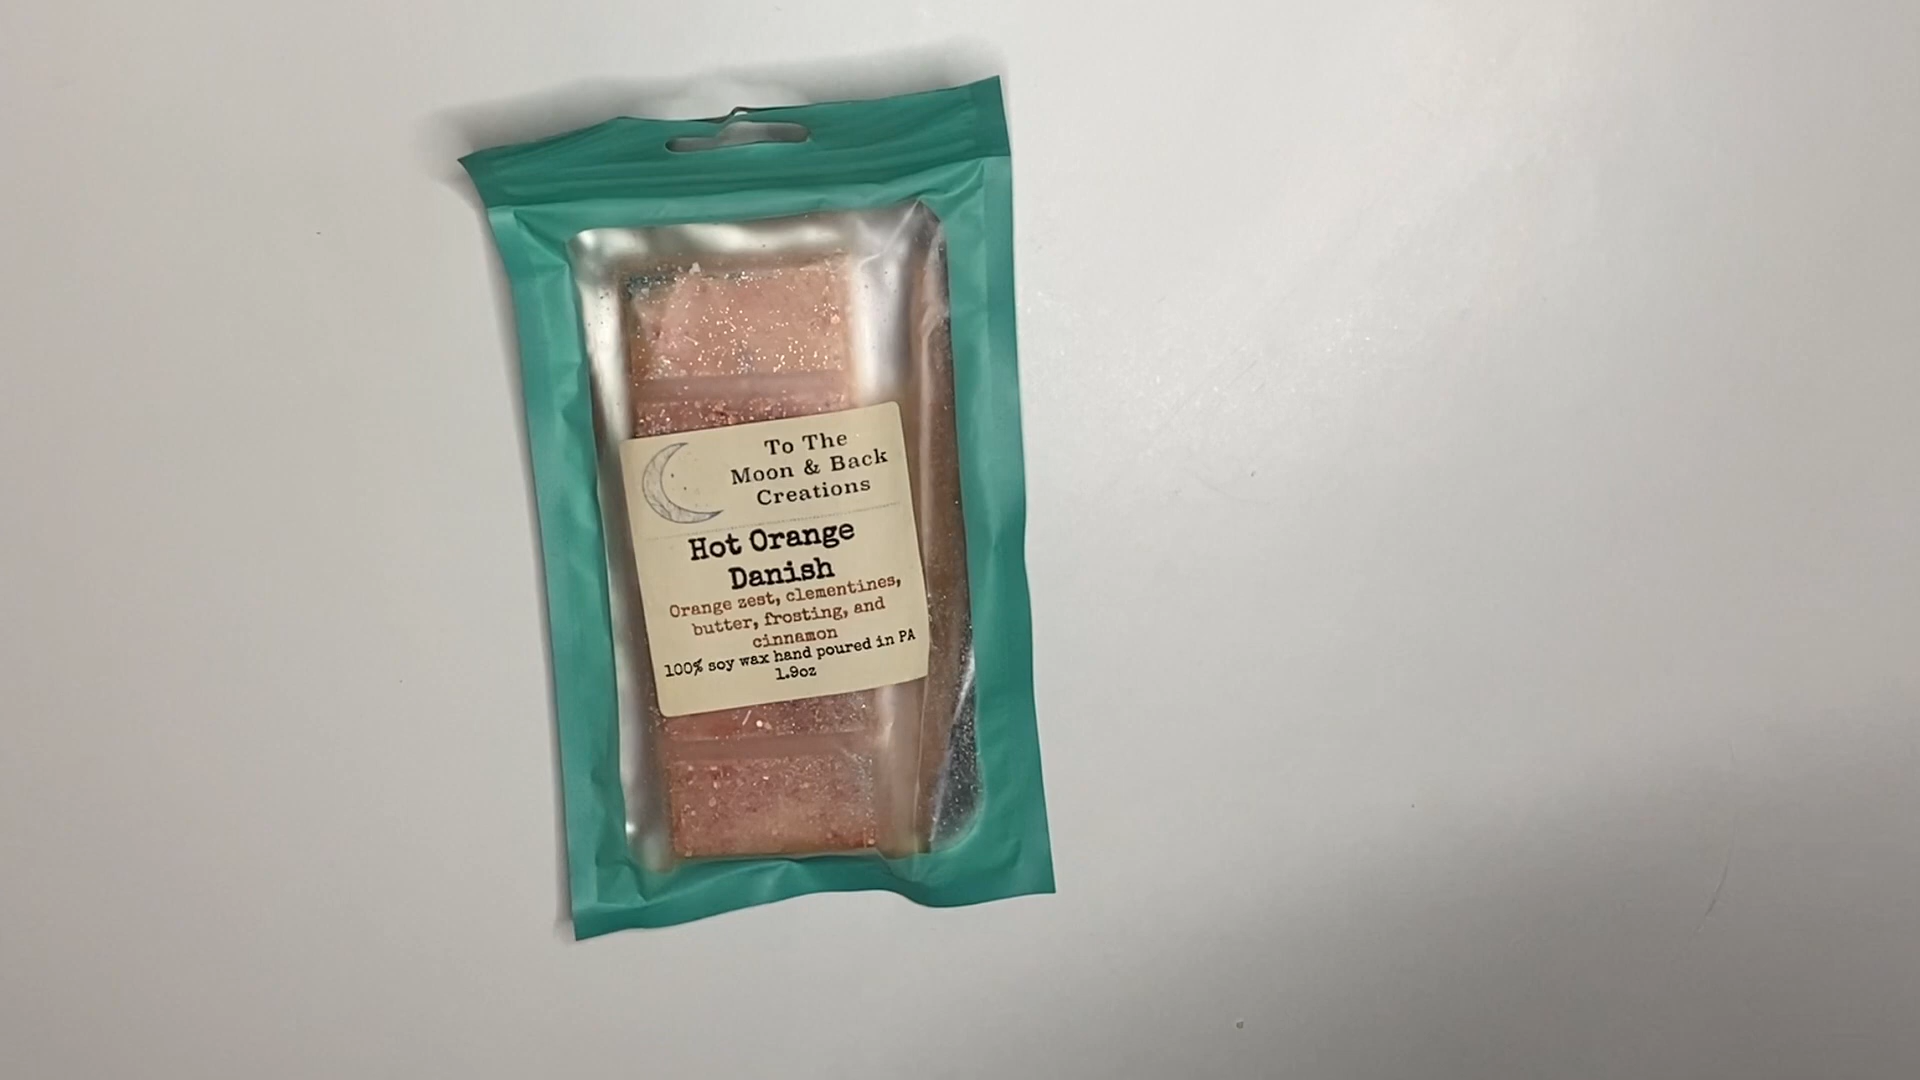 To The
Moon & Back
Creations
Hot Orange
Danish
Orange zest, clementines,
butter, frosting, and
cinnamon
100% soy wax hand poured in PA
1.9oz